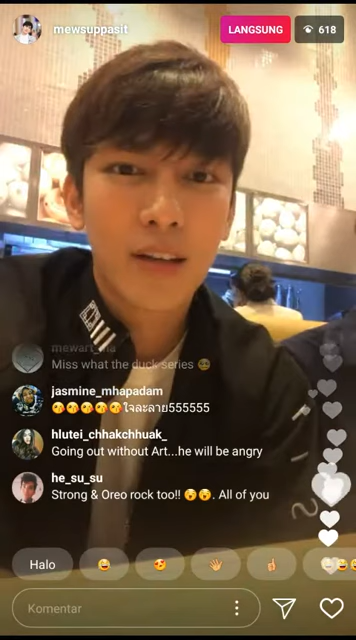 mewsuppasit
LANGSUNG
618
Miss what the duck series 🥺
jasmine_mhapadam
😘😘😘😘😘ใจละลาย555555
hlutei_chhakchhuak_
Going out without Art...he will be angry
he_su_su
Strong & Oreo rock too!! 😵😵. All of you
Halo
Komentar